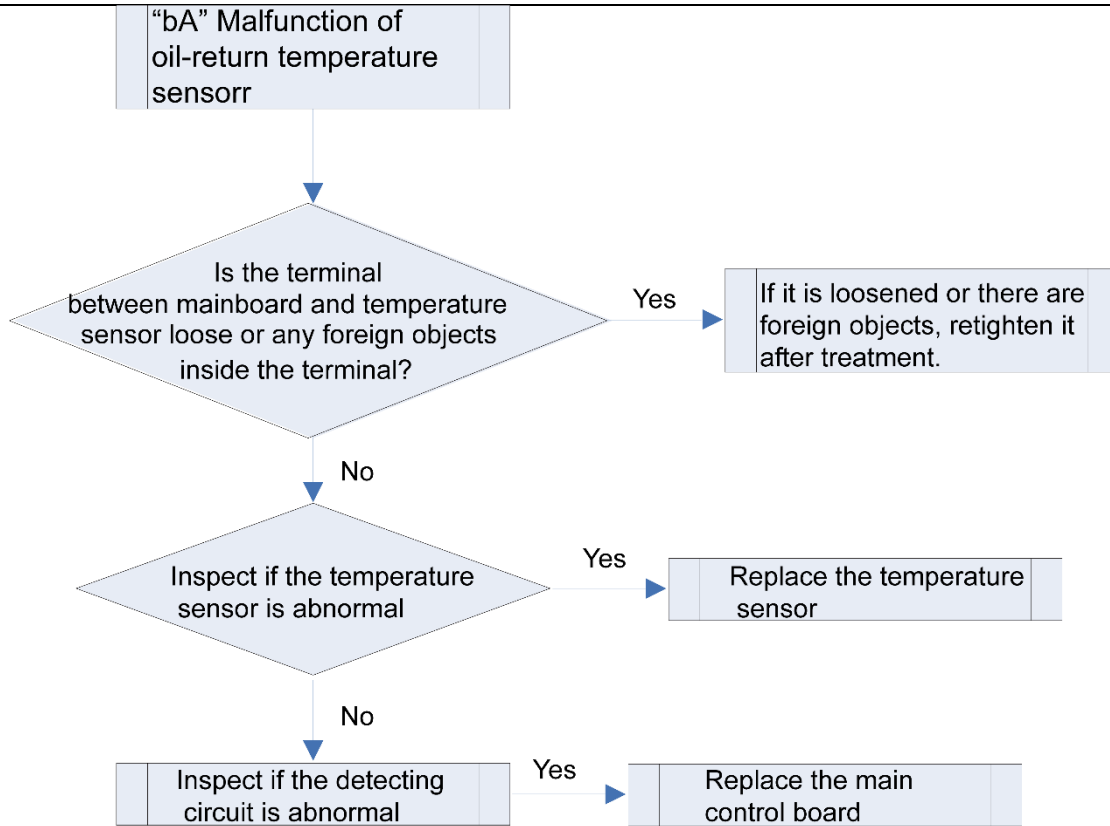 “bA” Malfunction of
oil-return temperature
sensorr
Is the terminal
between mainboard and temperature
sensor loose or any foreign objects
inside the terminal?
Yes
If it is loosened or there are
foreign objects, retighten it
after treatment.
No
Inspect if the temperature
sensor is abnormal
Yes
Replace the temperature
sensor
No
Inspect if the detecting
circuit is abnormal
Yes
Replace the main
control board